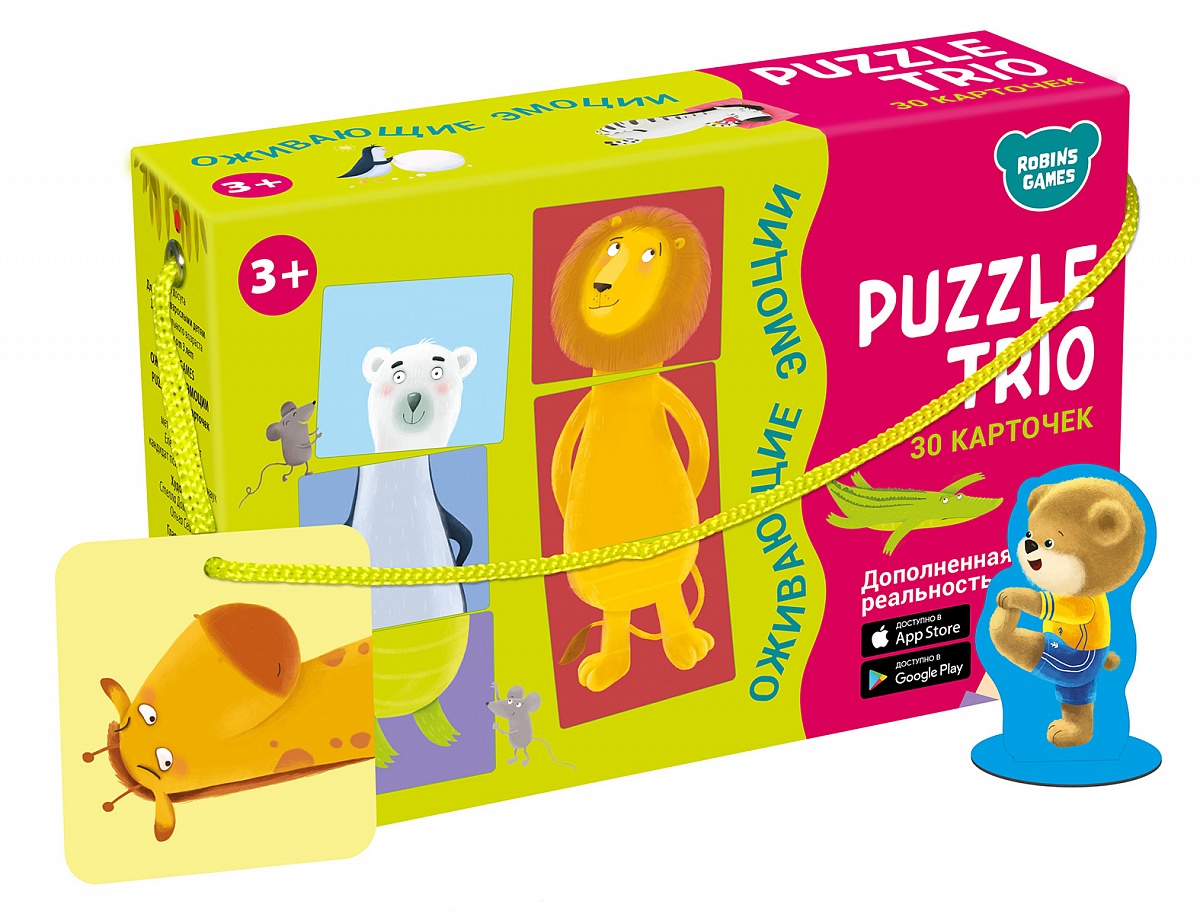 PUZZLE
TRIO
30 КАРТОЧЕК
ОЖИВАЮЩИЕ ЭМОЦИИ
3+
3+
ОЖИВАЮЩИЕ ЭМОЦИИ
ROBINS
GAMES
PUZZLE
TRIO
30 КАРТОЧЕК
Дополненная
реальность
ДОСТУПНО В
App Store
ДОСТУПНО В
Google Play